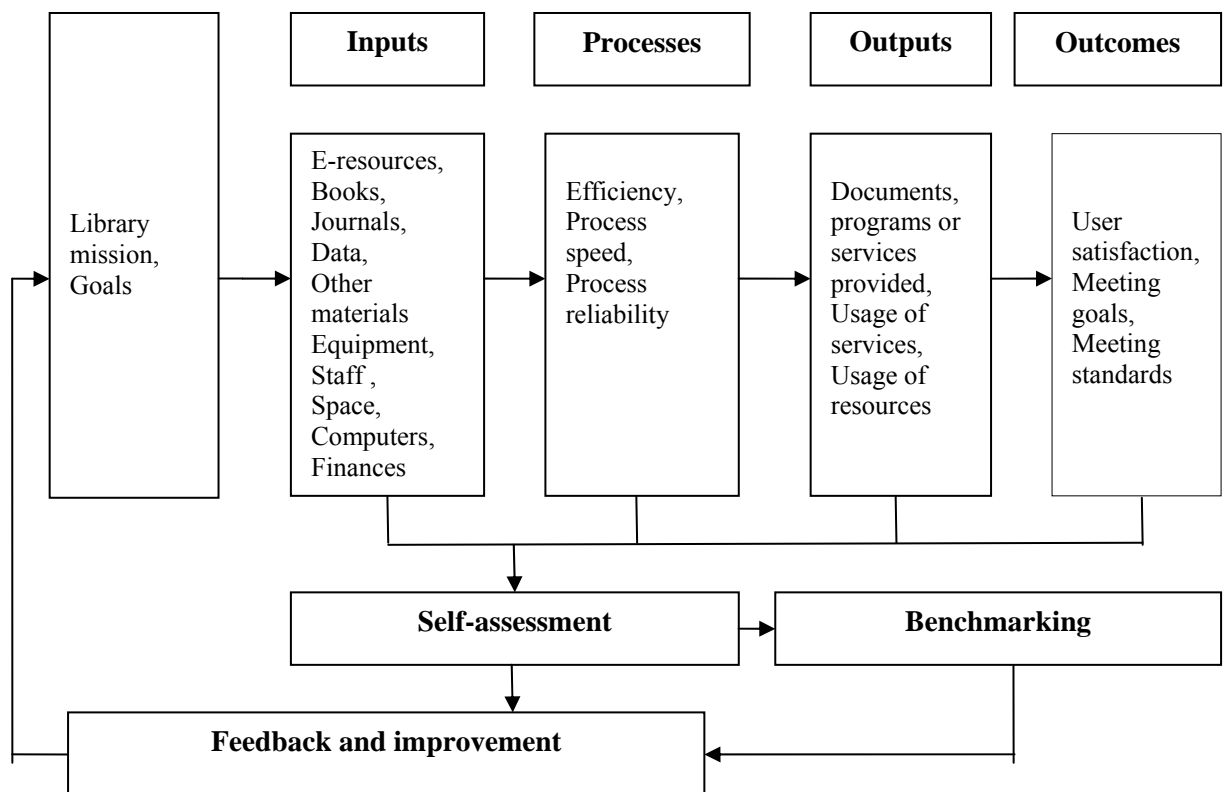 Inputs
Processes
Outputs
Outcomes
Library
mission,
Goals
E-resources,
Books,
Journals,
Data,
Other
materials
Equipment,
Staff ,
Space,
Computers,
Finances
Efficiency,
Process
speed,
Process
reliability
Documents,
programs or
services
provided,
Usage of
services,
Usage of
resources
User
satisfaction,
Meeting
goals,
Meeting
standards
Self-assessment
Benchmarking
Feedback and improvement